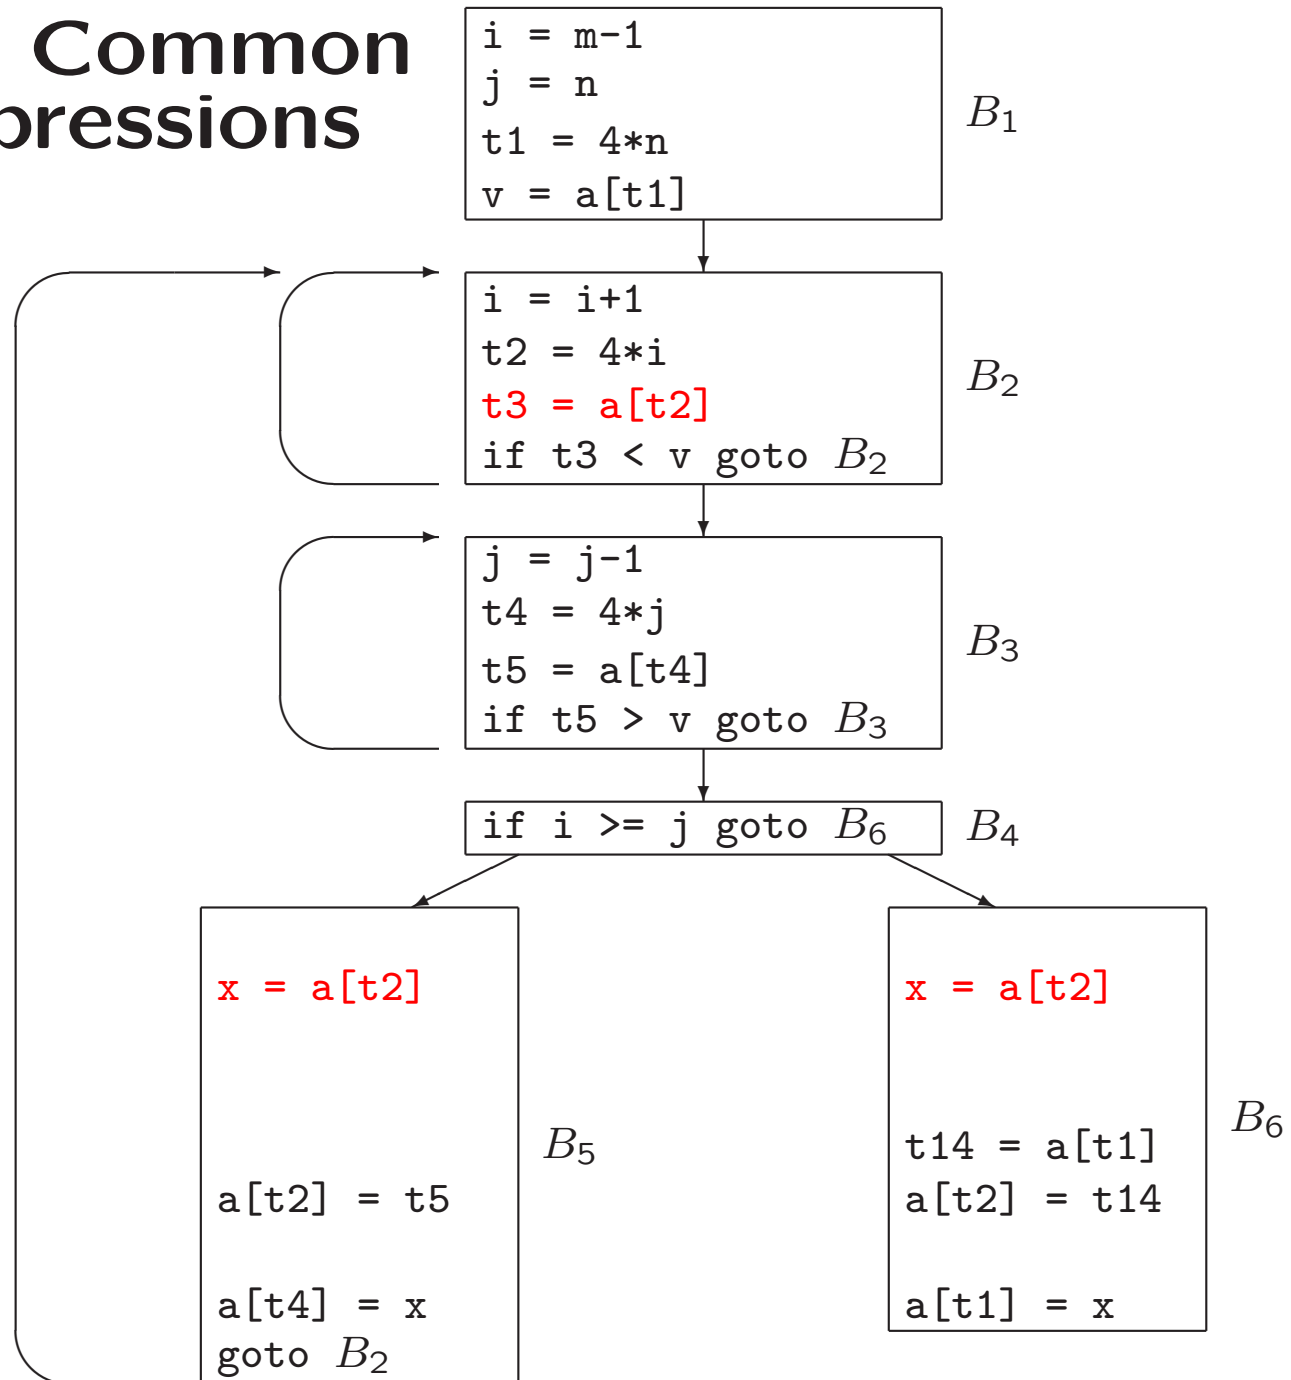 Common
pressions
i = m-1
j = n
t1 = 4*n
v = a[t1]
B1
i = i+1
t2 = 4*i
t3 = a[t2]
if t3 < v goto B2
B2
j = j-1
t4 = 4*j
t5 = a[t4]
if t5 > v goto B3
B3
if i >= j goto B6
B4
x = a[t2]
a[t2] = t5
a[t4] = x
goto B2
B5
x = a[t2]
t14 = a[t1]
a[t2] = t14
a[t1] = x
B6